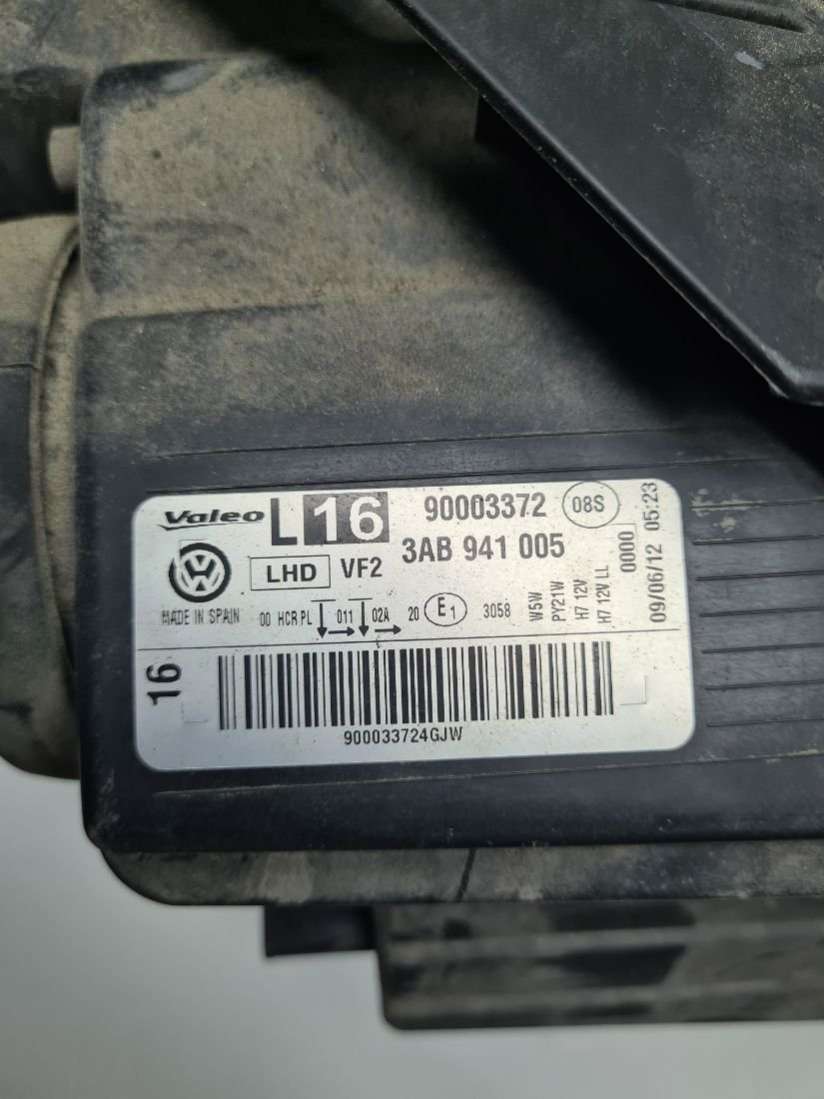 Valeo L 16 90003372 08S
LHD VF2 3AB 941 005
MADE IN SPAIN 00 HCR PL 011 02A 20 E1 3058
W5W
PY21W
H7 12V
H7 12V LL
0000
09/06/12 05:23
16
900033724GJW